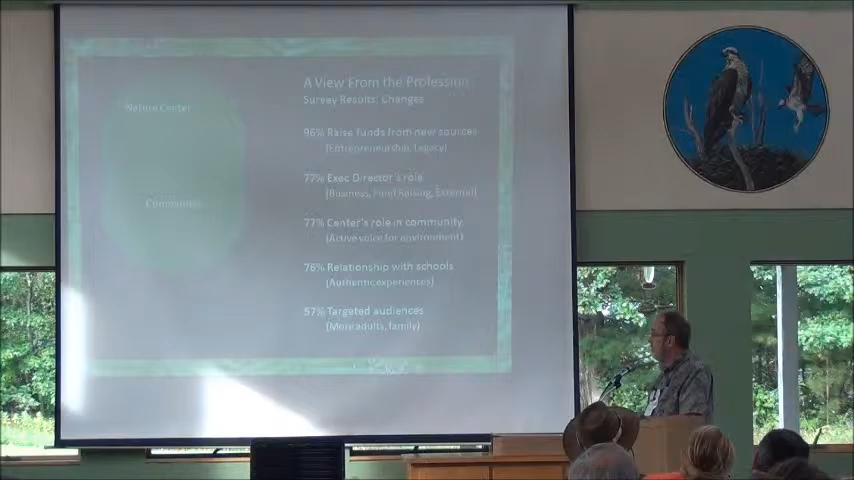 Nature Center
Community
A View From the Profession
Survey Results: Changes
96% Raise funds from new sources
(Entrepreneurship, Legacy)
77% Exec Director's role
(Business, Fund Raising, External)
77% Center's role in community
(Active voice for environment)
76% Relationship with schools
(Authentic experiences)
57% Targeted audiences
(More adults, family)